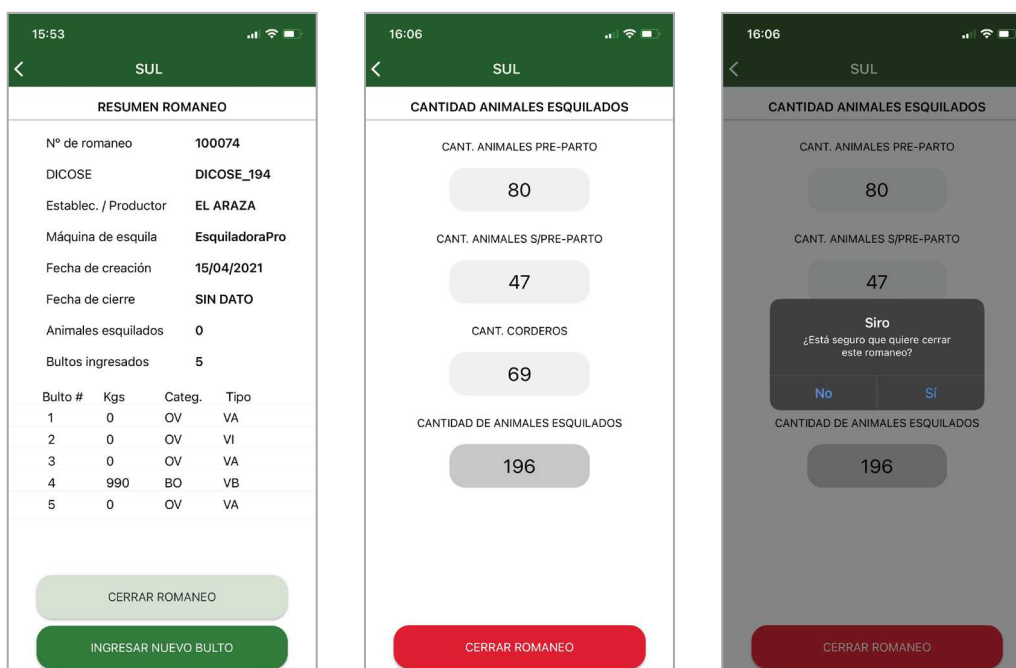 15:53
SUL
RESUMEN ROMANEO
Nº de romaneo 100074
DICOSE DICOSE_194
Establec. / Productor EL ARAZA
Máquina de esquila EsquiladoraPro
Fecha de creación 15/04/2021
Fecha de cierre SIN DATO
Animales esquilados 0
Bultos ingresados 5
Bulto # Kgs Categ. Tipo
1 0 OV VA
2 0 OV VI
3 0 OV VA
4 990 BO VB
5 0 OV VA
CERRAR ROMANEO
INGRESAR NUEVO BULTO
16:06
SUL
CANTIDAD ANIMALES ESQUILADOS
CANT. ANIMALES PRE-PARTO
80
CANT. ANIMALES S/PRE-PARTO
47
CANT. CORDEROS
69
CANTIDAD DE ANIMALES ESQUILADOS
196
CERRAR ROMANEO
16:06
SUL
CANTIDAD ANIMALES ESQUILADOS
CANT. ANIMALES PRE-PARTO
80
CANT. ANIMALES S/PRE-PARTO
47
Siro
¿Está seguro que quiere cerrar
este romaneo?
No Sí
CANTIDAD DE ANIMALES ESQUILADOS
196
CERRAR ROMANEO